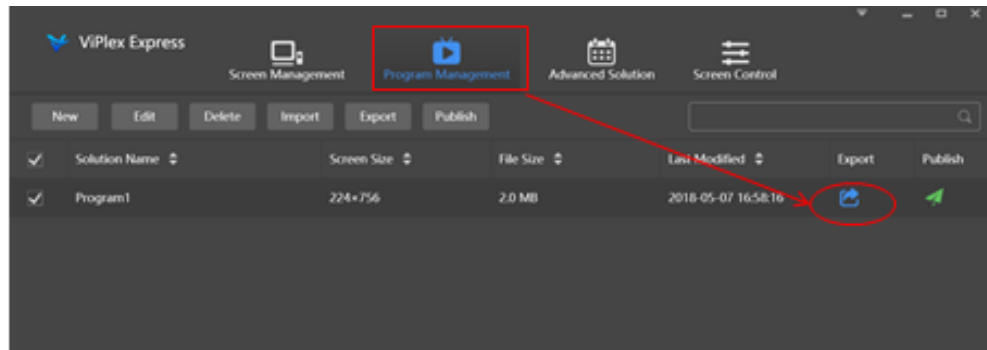 ViPlex Express
Screen Management Program Management Advanced Solution Screen Control
New Edit Delete Import Export Publish
Solution Name Screen Size File Size Last Modified Export Publish
Program1 224*756 2.0 MB 2018-05-07 16:58:16